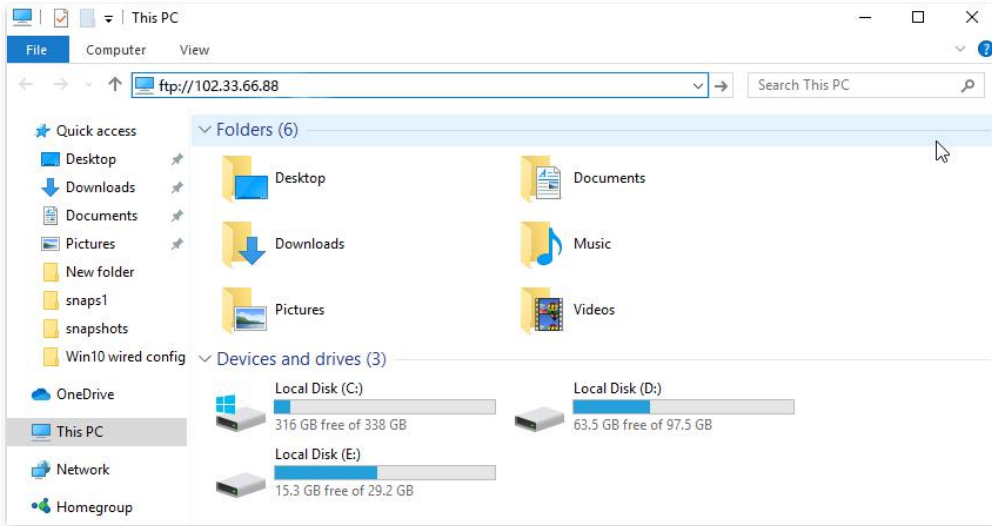 This PC
File Computer View
ftp://102.33.66.88
Search This PC
Quick access
Desktop
Downloads
Documents
Pictures
New folder
snaps1
snapshots
Win10 wired config
OneDrive
This PC
Network
Homegroup
Folders (6)
Desktop
Documents
Downloads
Music
Pictures
Videos
Devices and drives (3)
Local Disk (C:)
316 GB free of 338 GB
Local Disk (D:)
63.5 GB free of 97.5 GB
Local Disk (E:)
15.3 GB free of 29.2 GB